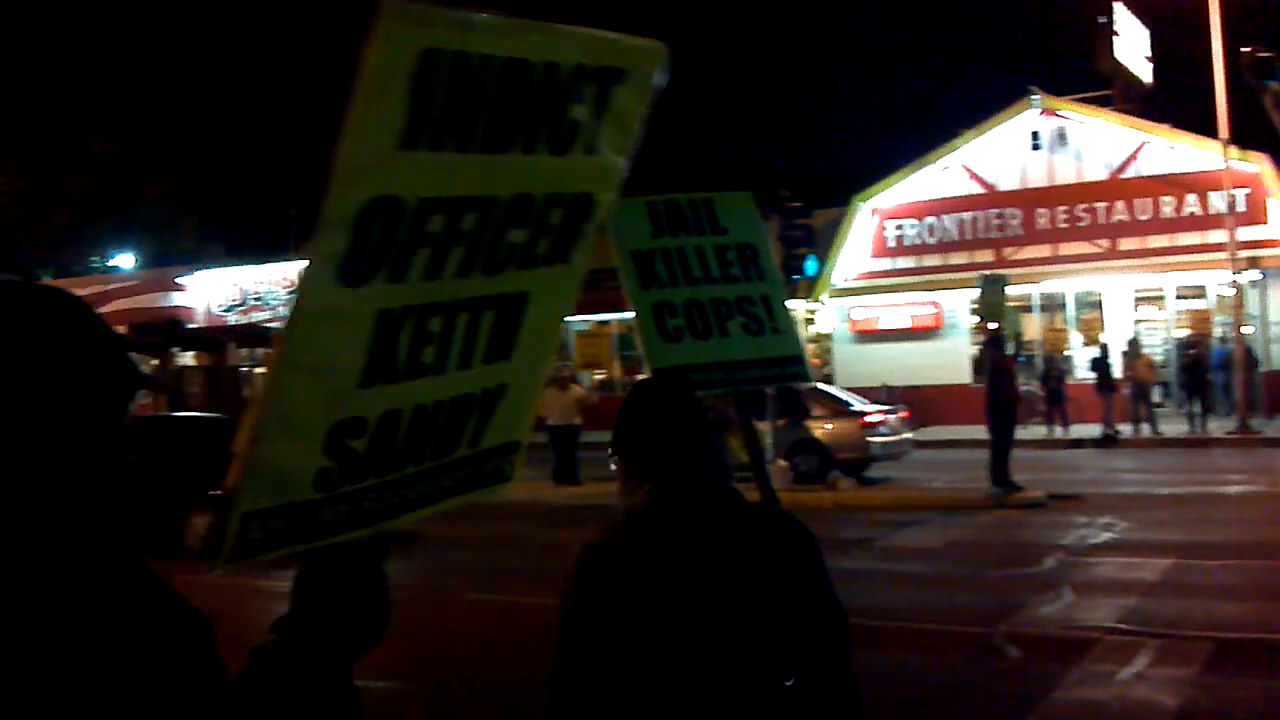 INDICT
OFFICER
KEITH
SANDY
JAIL
KILLER
COPS!
FRONTIER RESTAURANT